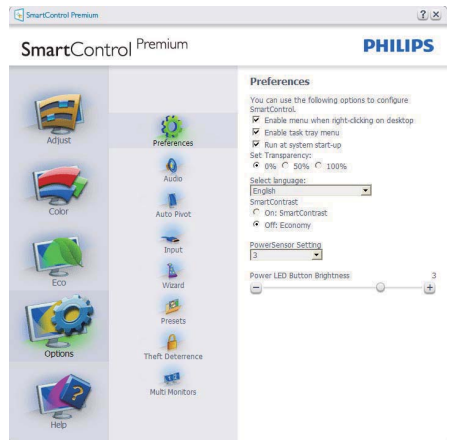 SmartControl Premium
? X
SmartControl Premium
PHILIPS
Adjust
Color
Eco
Options
Help
Preferences
Audio
Auto Pivot
Input
Wizard
Presets
Theft Deterrence
Multi Monitors
Preferences
You can use the following options to configure
SmartControl.
Enable menu when right-clicking on desktop
Enable task tray menu
Run at system start-up
Set Transparency:
0% 50% 100%
Select language:
English
SmartContrast
On: SmartContrast
Off: Economy
PowerSensor Setting
3
Power LED Button Brightness 3